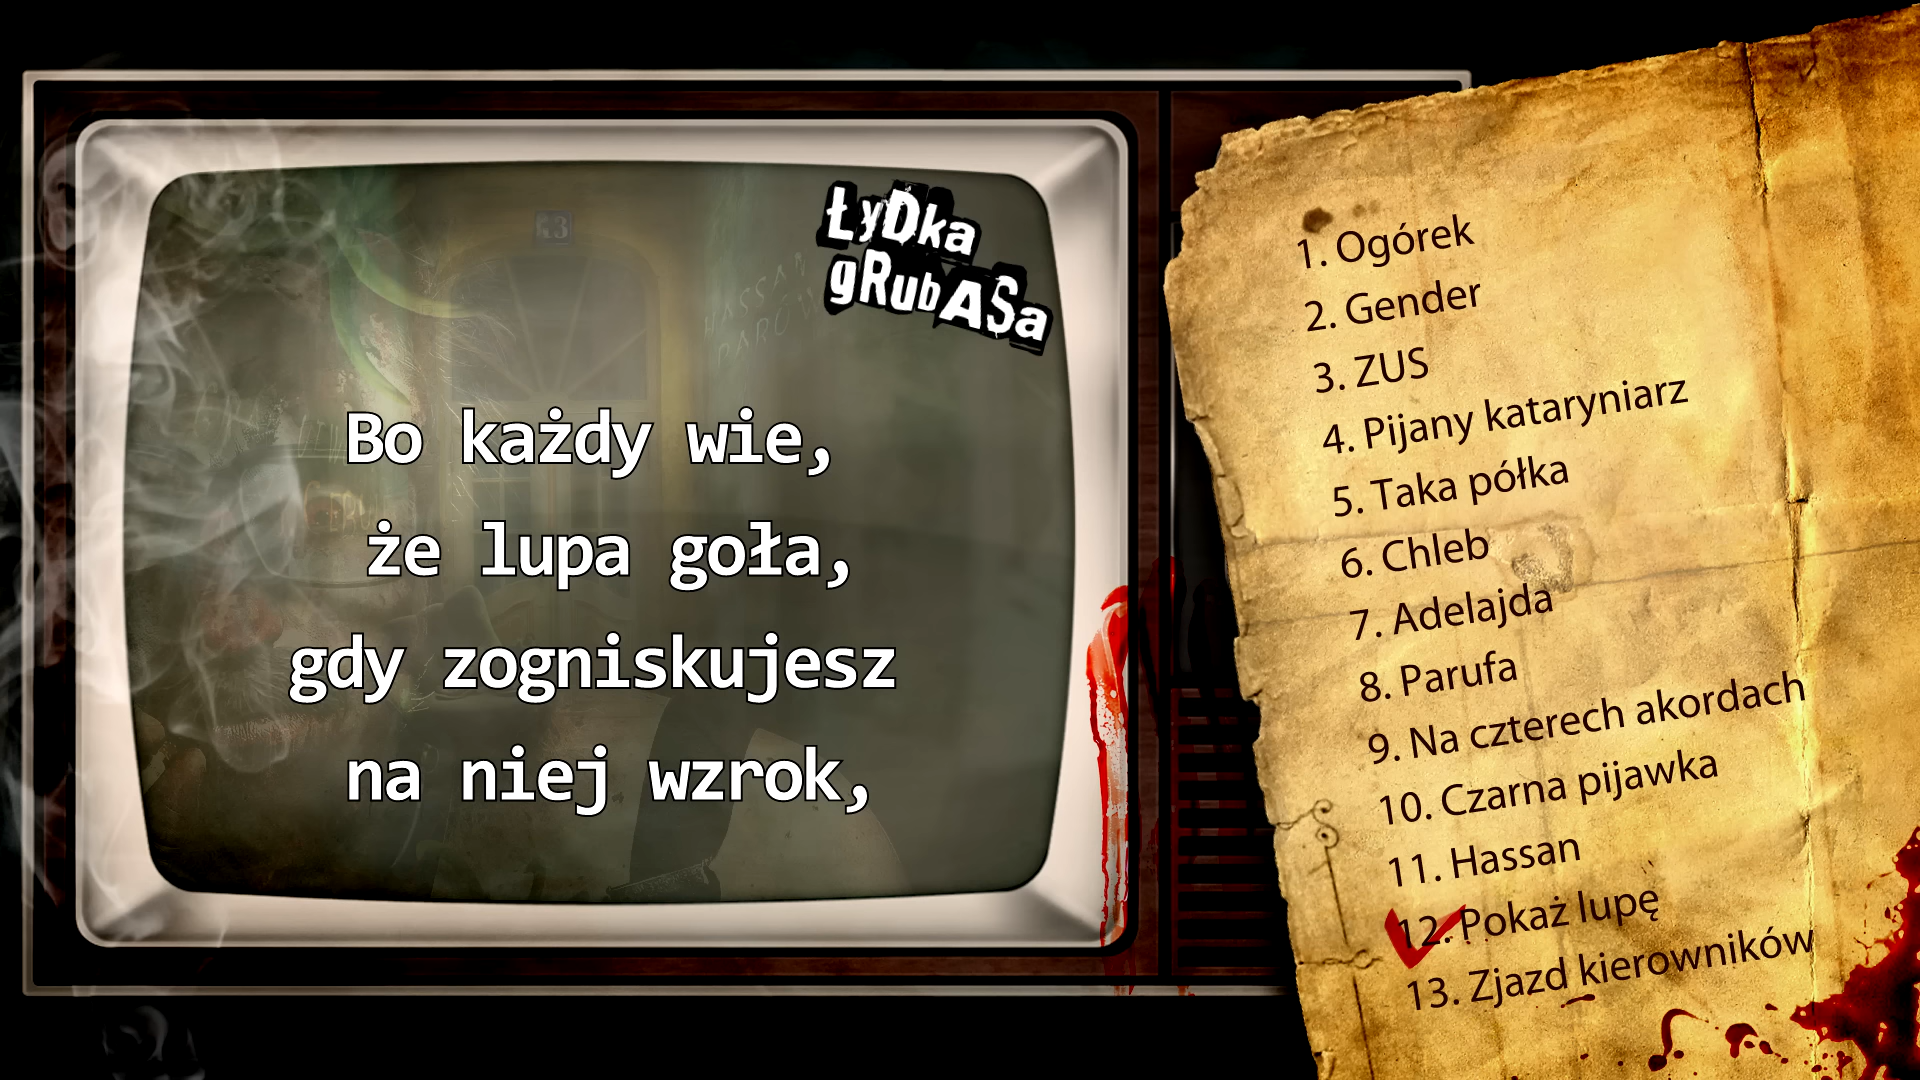 ŁyDka
gRubASa
Bo każdy wie,
że lupa goła,
gdy zogniskujesz
na niej wzrok,
HASSAN
1. Ogórek
2. Gender
3. ZUS
4. Pijany kataryniarz
5. Taka półka
6. Chleb
7. Adelajda
8. Parufa
9. Na czterech akordach
10. Czarna pijawka
11. Hassan
12. Pokaż lupę
13. Zjazd kierowników